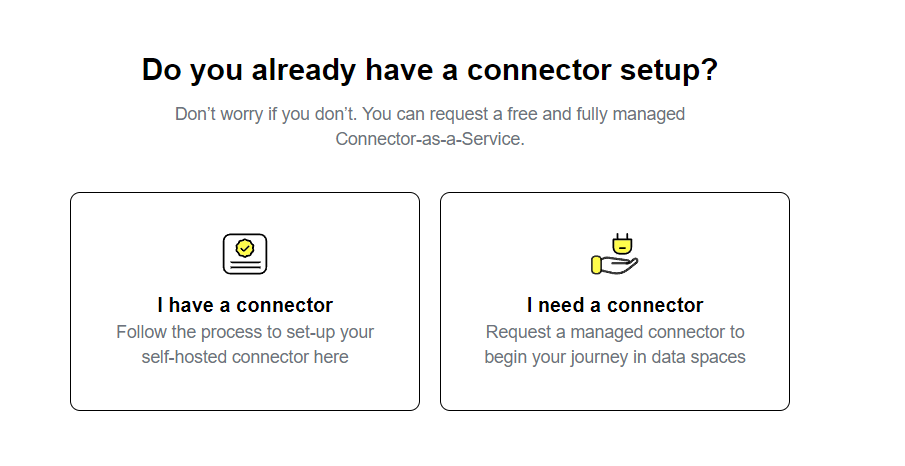 Do you already have a connector setup?
Don’t worry if you don’t. You can request a free and fully managed
Connector-as-a-Service.
I have a connector
Follow the process to set-up your
self-hosted connector here
I need a connector
Request a managed connector to
begin your journey in data spaces